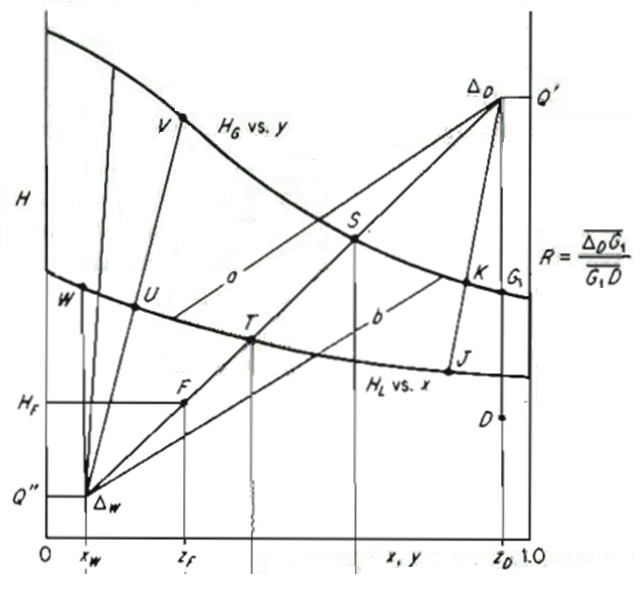 Δ_D Q'
V H_G vs. y
H
S
R = \overline{Δ_D G_1} / \overline{G_1 D}
K G_1
a
W U
b
T
J
H_L vs. x
H_F F
D
Q" Δ_W
0 x_W z_F x, y z_D 1.0